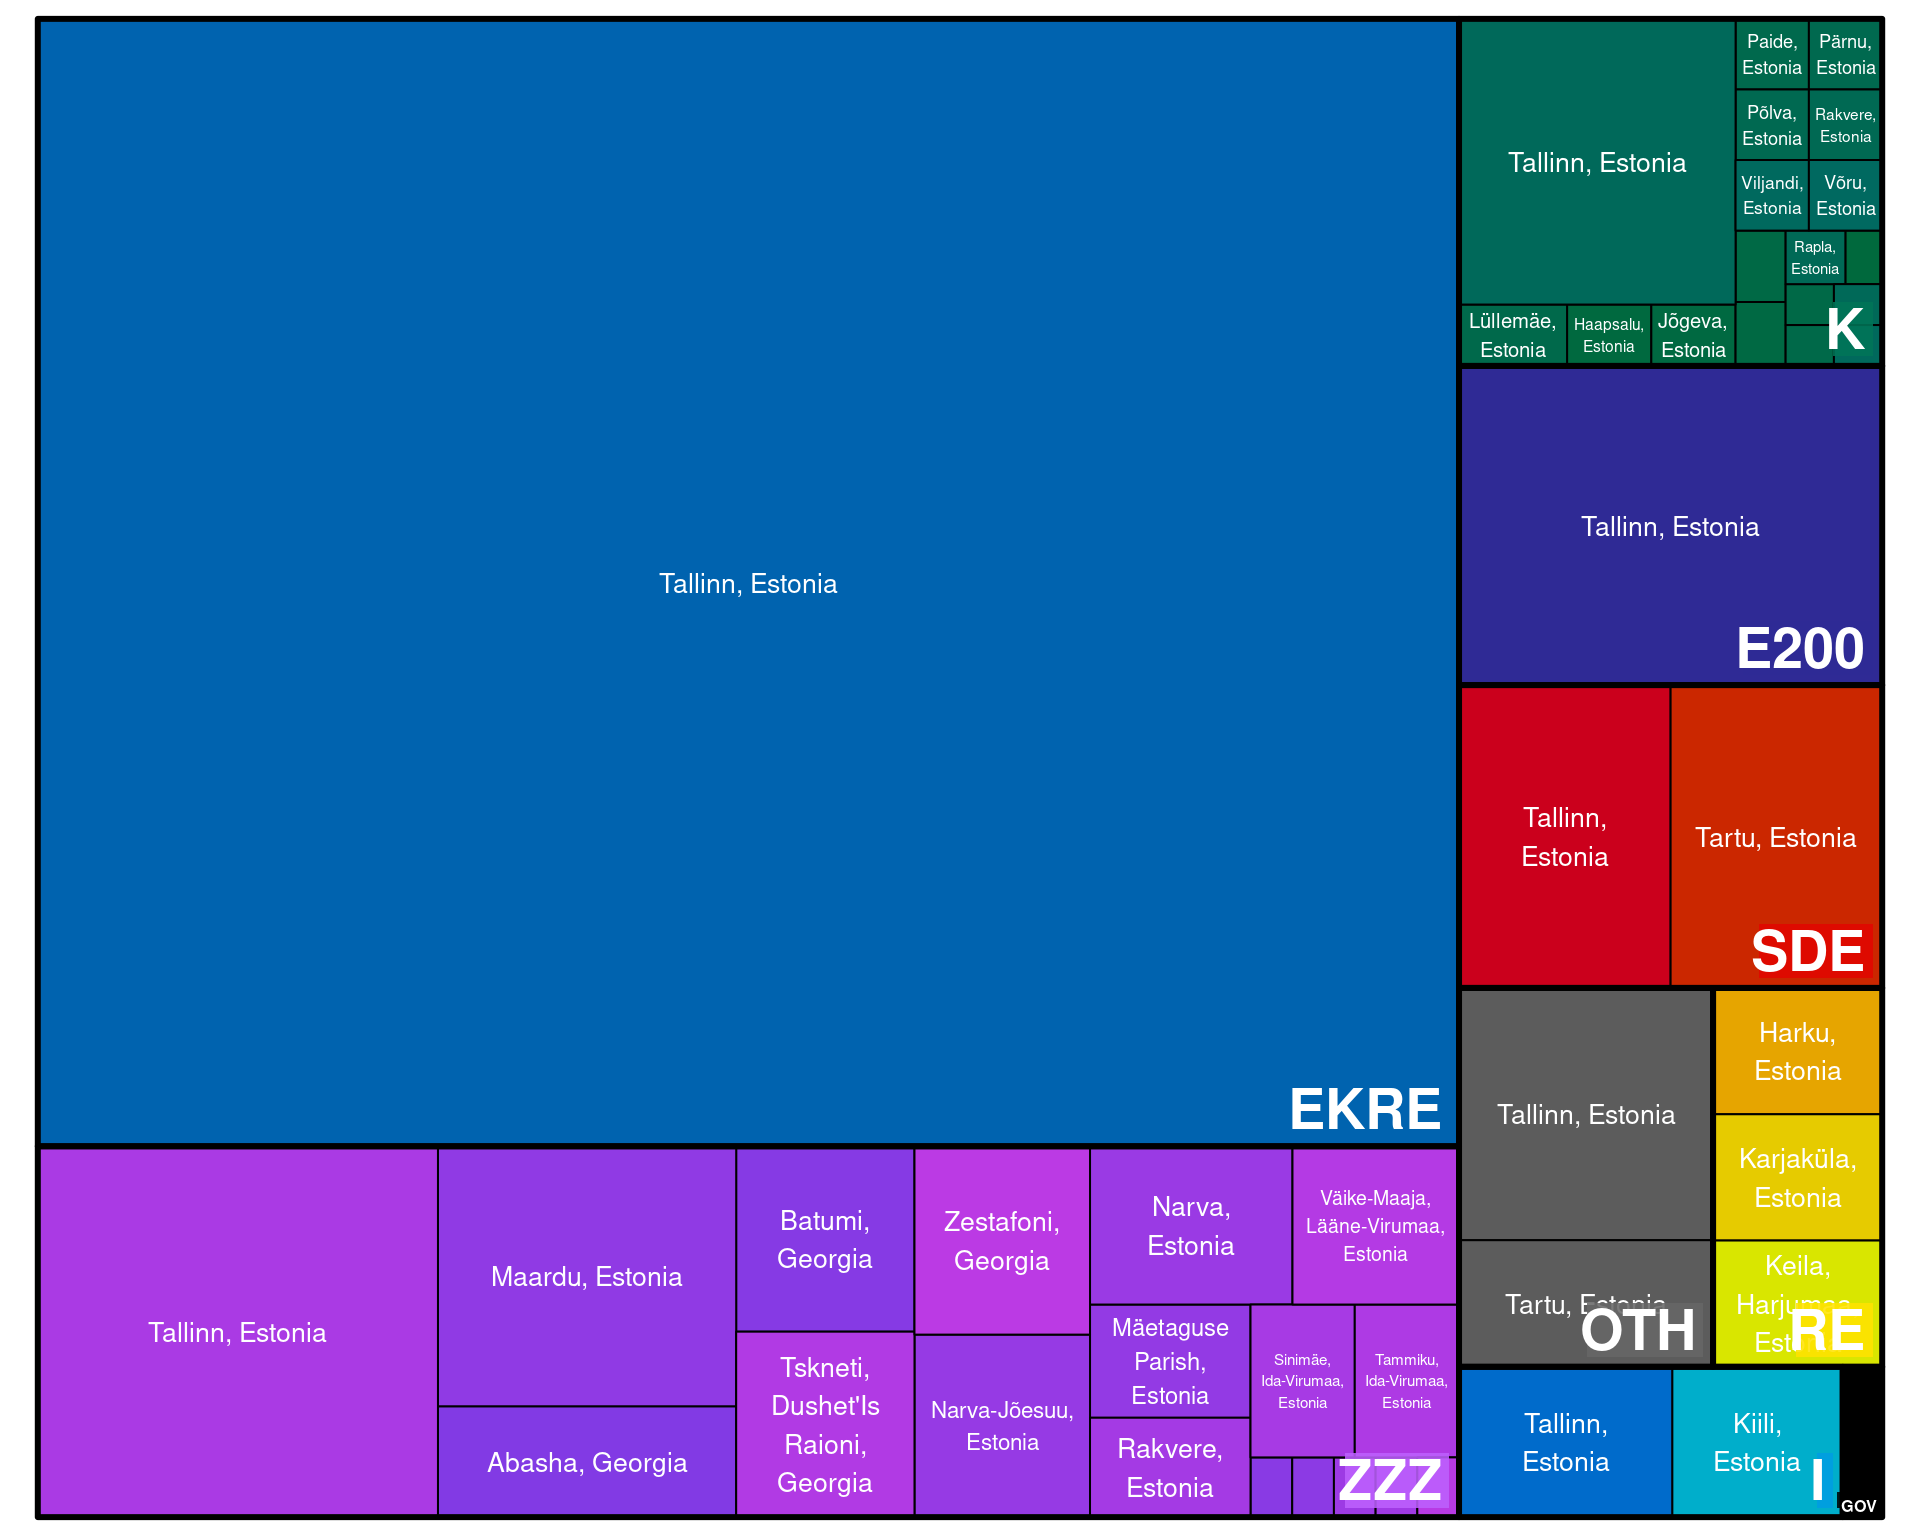 Tallinn, Estonia
EKRE
Tallinn, Estonia
Maardu, Estonia
Abasha, Georgia
Batumi,
Georgia
Tskneti,
Dushet'Is
Raioni,
Georgia
Zestafoni,
Georgia
Narva-Jõesuu,
Estonia
Narva,
Estonia
Väike-Maaja,
Lääne-Virumaa,
Estonia
Mäetaguse
Parish,
Estonia
Rakvere,
Estonia
Sinimäe,
Ida-Virumaa,
Estonia
Tammiku,
Ida-Virumaa,
Estonia
ZZZ
Tallinn, Estonia
Paide,
Estonia
Pärnu,
Estonia
Põlva,
Estonia
Rakvere,
Estonia
Viljandi,
Estonia
Võru,
Estonia
Rapla,
Estonia
Lüllemäe,
Estonia
Haapsalu,
Estonia
Jõgeva,
Estonia
K
Tallinn, Estonia
E200
Tallinn,
Estonia
Tartu, Estonia
SDE
Tallinn, Estonia
Tartu, Estonia
OTH
Harku,
Estonia
Karjaküla,
Estonia
Keila,
Harjumaa,
Estonia
RE
Tallinn,
Estonia
Kiili,
Estonia
I
GOV